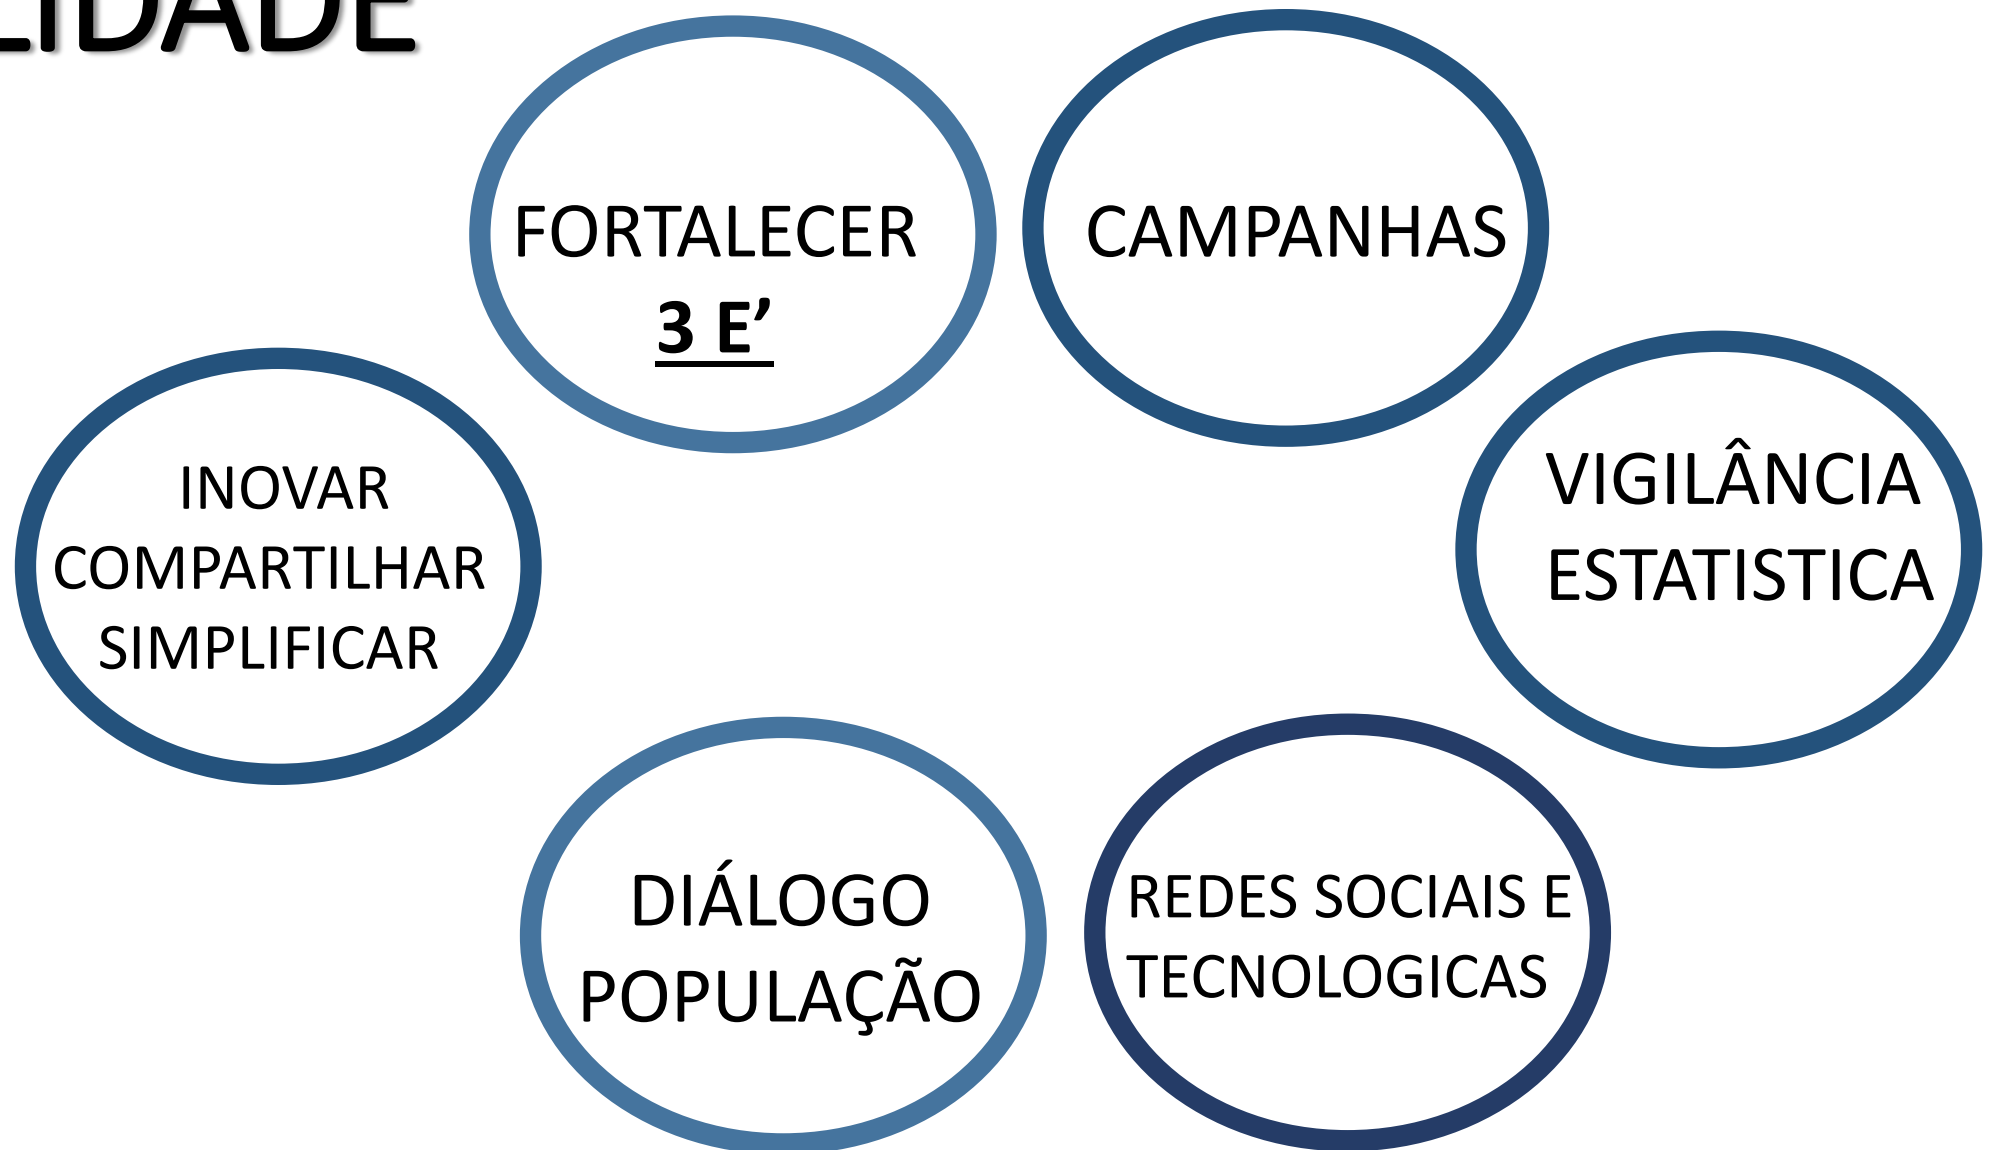 LIDADE
FORTALECER
3 E’
CAMPANHAS
INOVAR
COMPARTILHAR
SIMPLIFICAR
VIGILÂNCIA
ESTATISTICA
DIÁLOGO
POPULAÇÃO
REDES SOCIAIS E
TECNOLOGICAS